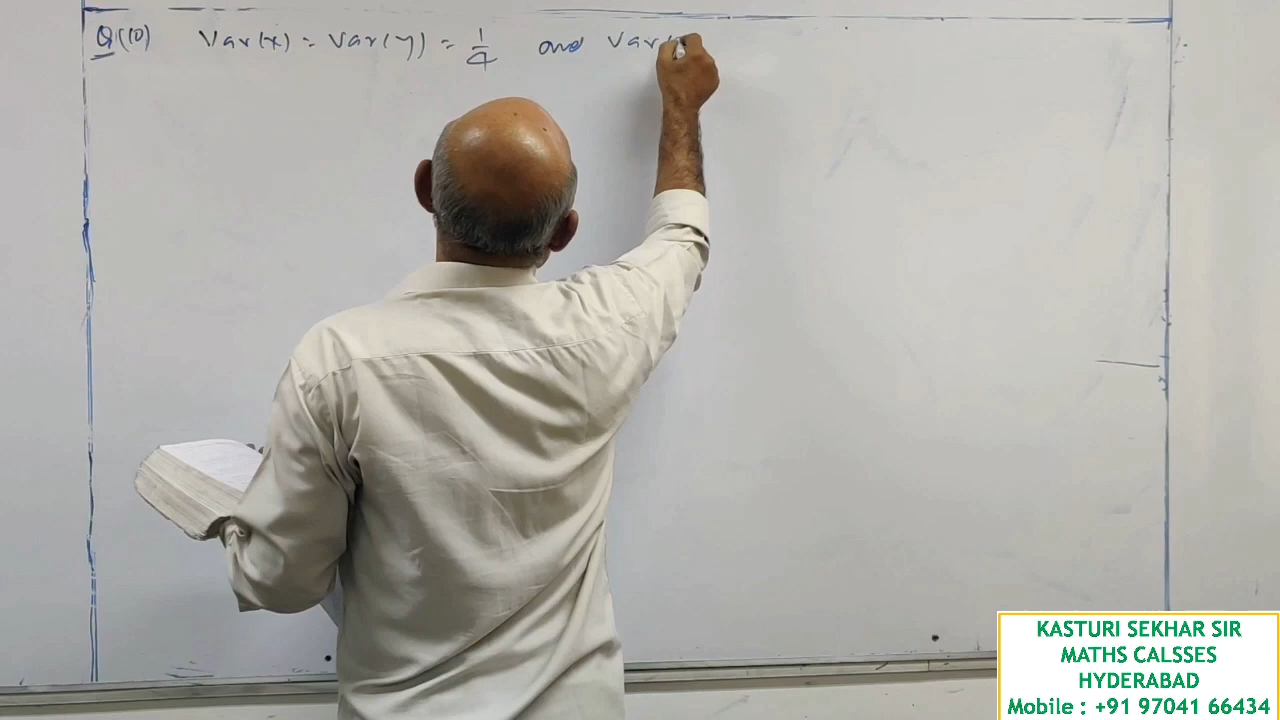 Q(10) Var(x) = Var(y) = 1/4 and Var(
KASTURI SEKHAR SIR
MATHS CALSSES
HYDERABAD
Mobile : +91 97041 66434